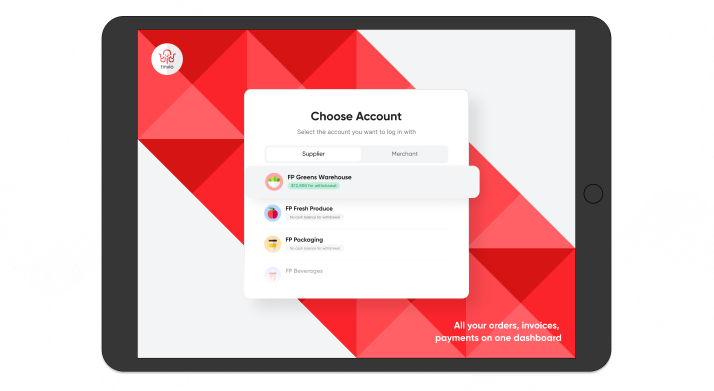 tinvio
Choose Account
Select the account you want to log in with
Supplier
Merchant
FP Greens Warehouse
$12,800 for withdrawal
FP Fresh Produce
No cash balance for withdrawal
FP Packaging
No cash balance for withdrawal
FP Beverages
All your orders, invoices,
payments on one dashboard